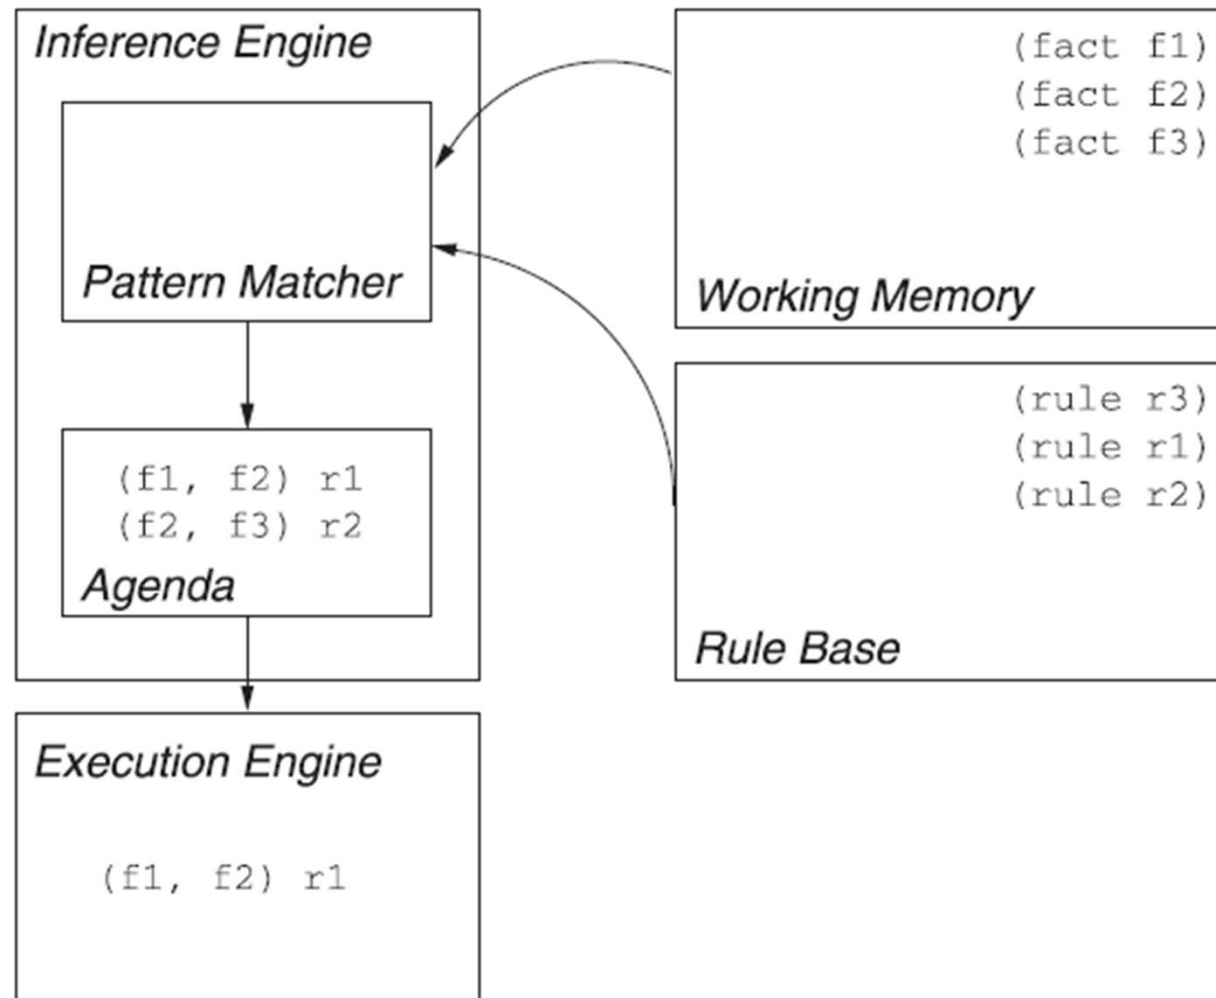 Inference Engine
Pattern Matcher
(f1, f2) r1
(f2, f3) r2
Agenda
Execution Engine
(f1, f2) r1
(fact f1)
(fact f2)
(fact f3)
Working Memory
(rule r3)
(rule r1)
(rule r2)
Rule Base